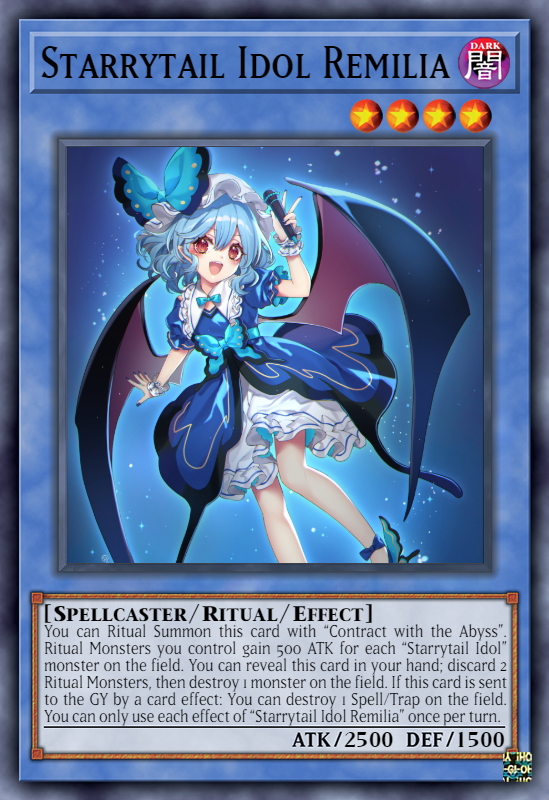 Starrytail Idol Remilia
DARK
闇
[Spellcaster/Ritual/Effect]
You can Ritual Summon this card with “Contract with the Abyss”.
Ritual Monsters you control gain 500 ATK for each “Starrytail Idol”
monster on the field. You can reveal this card in your hand; discard 2
Ritual Monsters, then destroy 1 monster on the field. If this card is sent
to the GY by a card effect: You can destroy 1 Spell/Trap on the field.
You can only use each effect of “Starrytail Idol Remilia” once per turn.
ATK/2500 DEF/1500